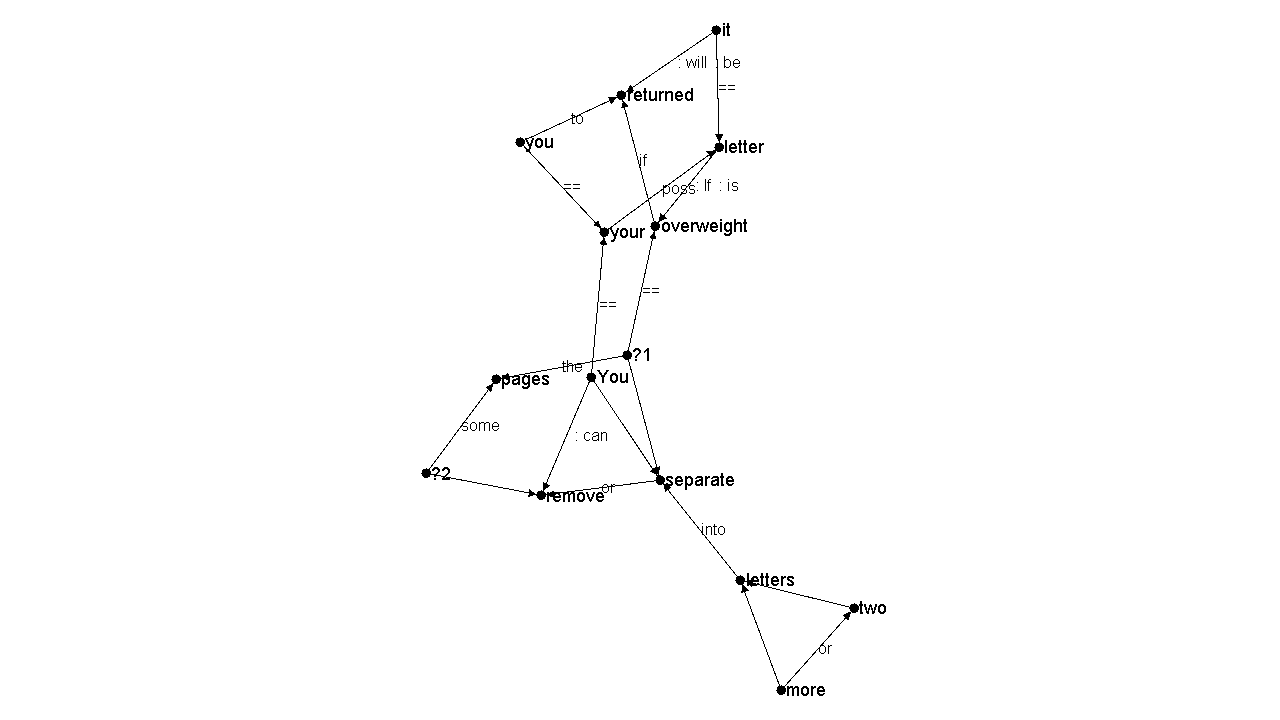 it
: will : be
==
returned
to
you
letter
if
==
poss
: If : is
your
overweight
==
==
?1
the
You
pages
some
: can
?2
separate
or
remove
into
letters
two
or
more